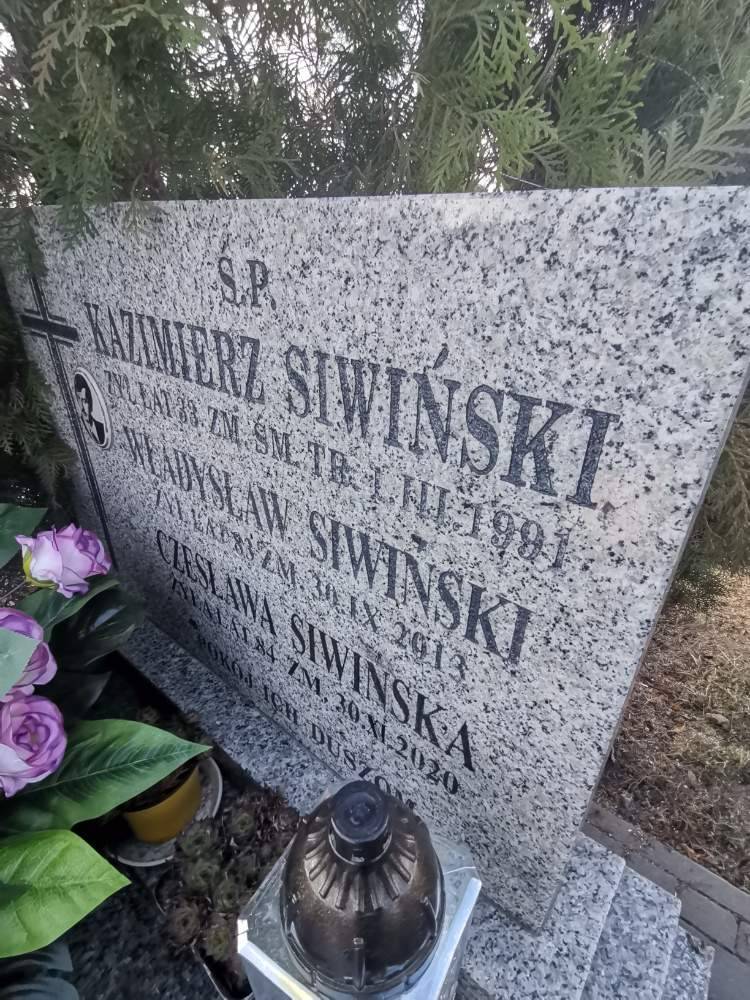 Ś.P.
KAZIMIERZ SIWIŃSKI
ŻYŁ LAT 33 ZM. ŚM. TR. 1 III 1991
WŁADYSŁAW SIWIŃSKI
ŻYŁ LAT 83 ZM. 30 IX 2013
CZESŁAWA SIWIŃSKA
ŻYŁA LAT 84 ZM. 30 XI 2020
POKÓJ ICH DUSZOM